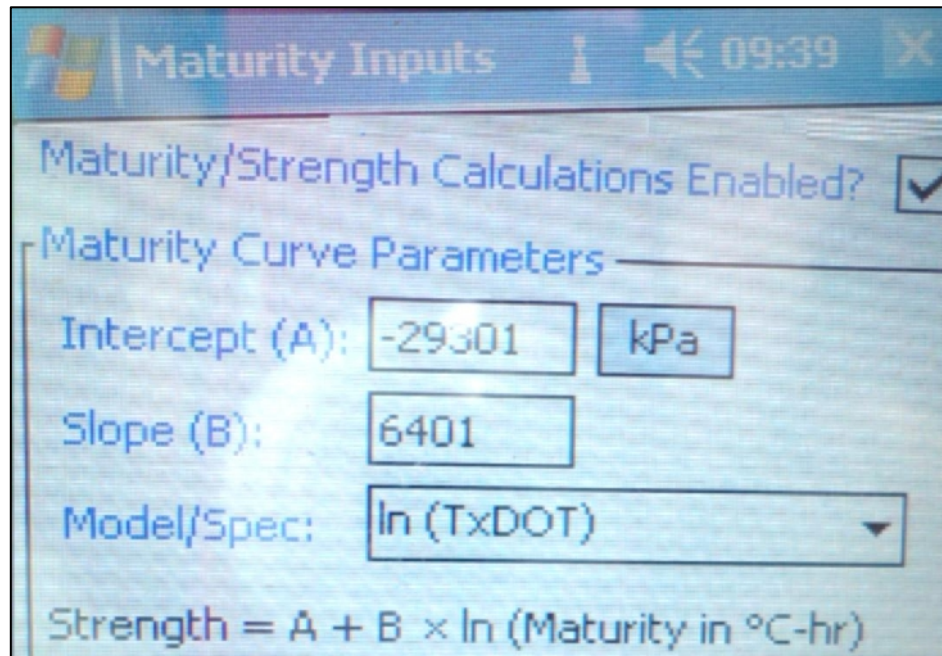 Maturity Inputs 09:39
Maturity/Strength Calculations Enabled?
Maturity Curve Parameters
Intercept (A): -29301 kPa
Slope (B): 6401
Model/Spec: ln (TxDOT)
Strength = A + B × ln (Maturity in °C-hr)